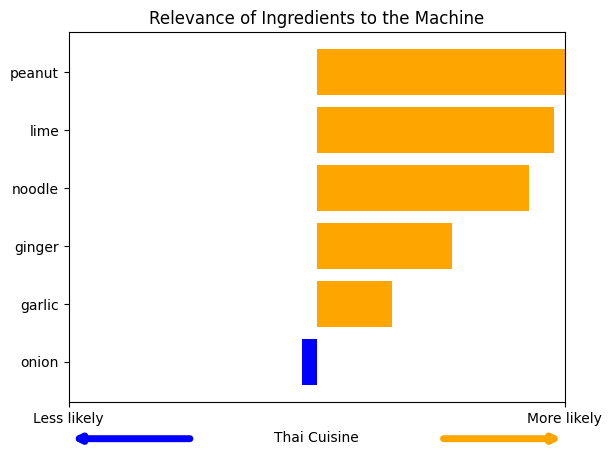 Relevance of Ingredients to the Machine
peanut
lime
noodle
ginger
garlic
onion
Less likely More likely
Thai Cuisine